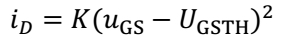 i_D = K(u_GS − U_GSTH)²